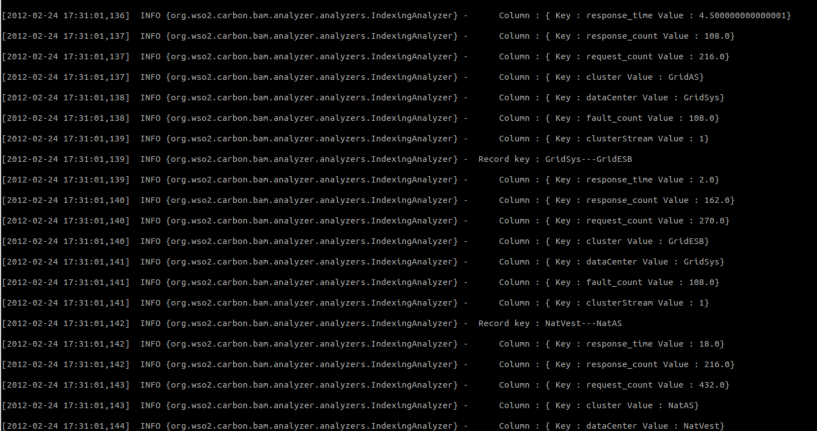 [2012-02-24 17:31:01,136]  INFO {org.wso2.carbon.bam.analyzer.analyzers.IndexingAnalyzer} -      Column : { Key : response_time Value : 4.500000000000001}
[2012-02-24 17:31:01,137]  INFO {org.wso2.carbon.bam.analyzer.analyzers.IndexingAnalyzer} -      Column : { Key : response_count Value : 108.0}
[2012-02-24 17:31:01,137]  INFO {org.wso2.carbon.bam.analyzer.analyzers.IndexingAnalyzer} -      Column : { Key : request_count Value : 216.0}
[2012-02-24 17:31:01,137]  INFO {org.wso2.carbon.bam.analyzer.analyzers.IndexingAnalyzer} -      Column : { Key : cluster Value : GridAS}
[2012-02-24 17:31:01,138]  INFO {org.wso2.carbon.bam.analyzer.analyzers.IndexingAnalyzer} -      Column : { Key : dataCenter Value : GridSys}
[2012-02-24 17:31:01,138]  INFO {org.wso2.carbon.bam.analyzer.analyzers.IndexingAnalyzer} -      Column : { Key : fault_count Value : 108.0}
[2012-02-24 17:31:01,139]  INFO {org.wso2.carbon.bam.analyzer.analyzers.IndexingAnalyzer} -      Column : { Key : clusterStream Value : 1}
[2012-02-24 17:31:01,139]  INFO {org.wso2.carbon.bam.analyzer.analyzers.IndexingAnalyzer} -  Record key : GridSys---GridESB
[2012-02-24 17:31:01,139]  INFO {org.wso2.carbon.bam.analyzer.analyzers.IndexingAnalyzer} -      Column : { Key : response_time Value : 2.0}
[2012-02-24 17:31:01,140]  INFO {org.wso2.carbon.bam.analyzer.analyzers.IndexingAnalyzer} -      Column : { Key : response_count Value : 162.0}
[2012-02-24 17:31:01,140]  INFO {org.wso2.carbon.bam.analyzer.analyzers.IndexingAnalyzer} -      Column : { Key : request_count Value : 270.0}
[2012-02-24 17:31:01,140]  INFO {org.wso2.carbon.bam.analyzer.analyzers.IndexingAnalyzer} -      Column : { Key : cluster Value : GridESB}
[2012-02-24 17:31:01,141]  INFO {org.wso2.carbon.bam.analyzer.analyzers.IndexingAnalyzer} -      Column : { Key : dataCenter Value : GridSys}
[2012-02-24 17:31:01,141]  INFO {org.wso2.carbon.bam.analyzer.analyzers.IndexingAnalyzer} -      Column : { Key : fault_count Value : 108.0}
[2012-02-24 17:31:01,141]  INFO {org.wso2.carbon.bam.analyzer.analyzers.IndexingAnalyzer} -      Column : { Key : clusterStream Value : 1}
[2012-02-24 17:31:01,142]  INFO {org.wso2.carbon.bam.analyzer.analyzers.IndexingAnalyzer} -  Record key : NatVest---NatAS
[2012-02-24 17:31:01,142]  INFO {org.wso2.carbon.bam.analyzer.analyzers.IndexingAnalyzer} -      Column : { Key : response_time Value : 18.0}
[2012-02-24 17:31:01,142]  INFO {org.wso2.carbon.bam.analyzer.analyzers.IndexingAnalyzer} -      Column : { Key : response_count Value : 216.0}
[2012-02-24 17:31:01,143]  INFO {org.wso2.carbon.bam.analyzer.analyzers.IndexingAnalyzer} -      Column : { Key : request_count Value : 432.0}
[2012-02-24 17:31:01,143]  INFO {org.wso2.carbon.bam.analyzer.analyzers.IndexingAnalyzer} -      Column : { Key : cluster Value : NatAS}
[2012-02-24 17:31:01,144]  INFO {org.wso2.carbon.bam.analyzer.analyzers.IndexingAnalyzer} -      Column : { Key : dataCenter Value : NatVest}